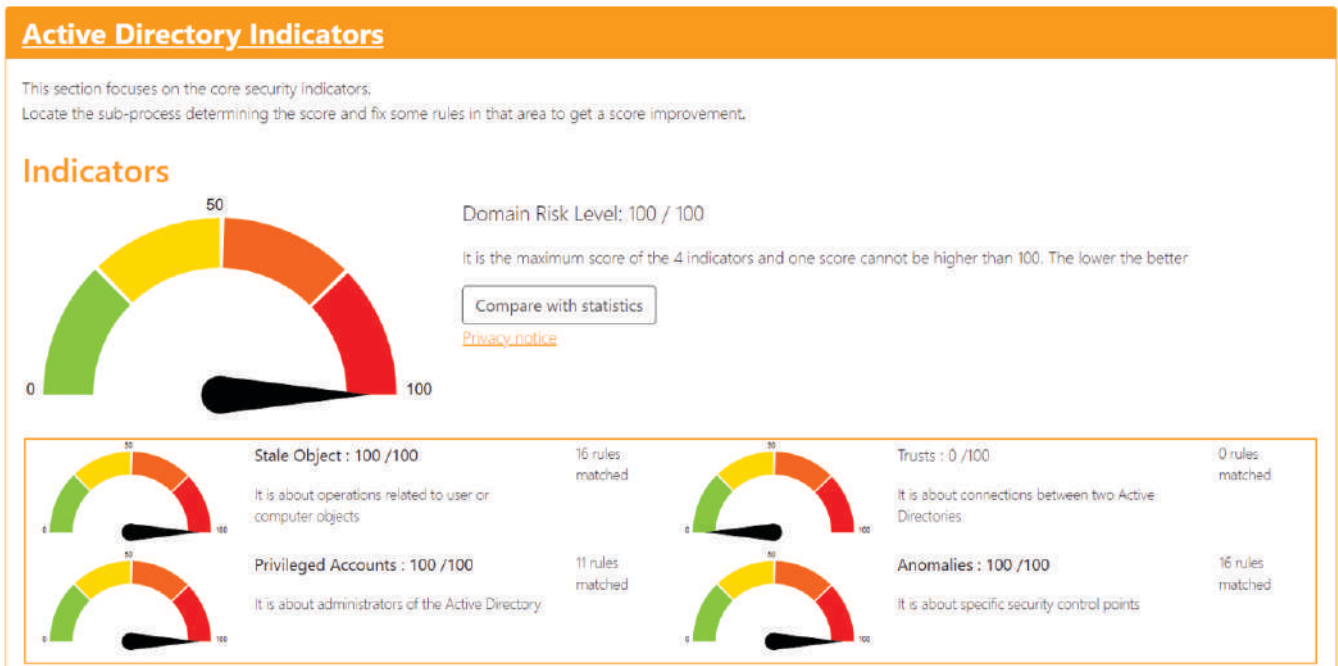 Active Directory Indicators
This section focuses on the core security indicators.
Locate the sub-process determining the score and fix some rules in that area to get a score improvement.
Indicators
50
0
100
Domain Risk Level: 100 / 100
It is the maximum score of the 4 indicators and one score cannot be higher than 100. The lower the better
Compare with statistics
Privacy notice
50
0
100
Stale Object : 100 /100
16 rules
matched
It is about operations related to user or
computer objects
50
0
100
Trusts : 0 /100
0 rules
matched
It is about connections between two Active
Directories
50
0
100
Privileged Accounts : 100 /100
11 rules
matched
It is about administrators of the Active Directory
50
0
100
Anomalies : 100 /100
16 rules
matched
It is about specific security control points